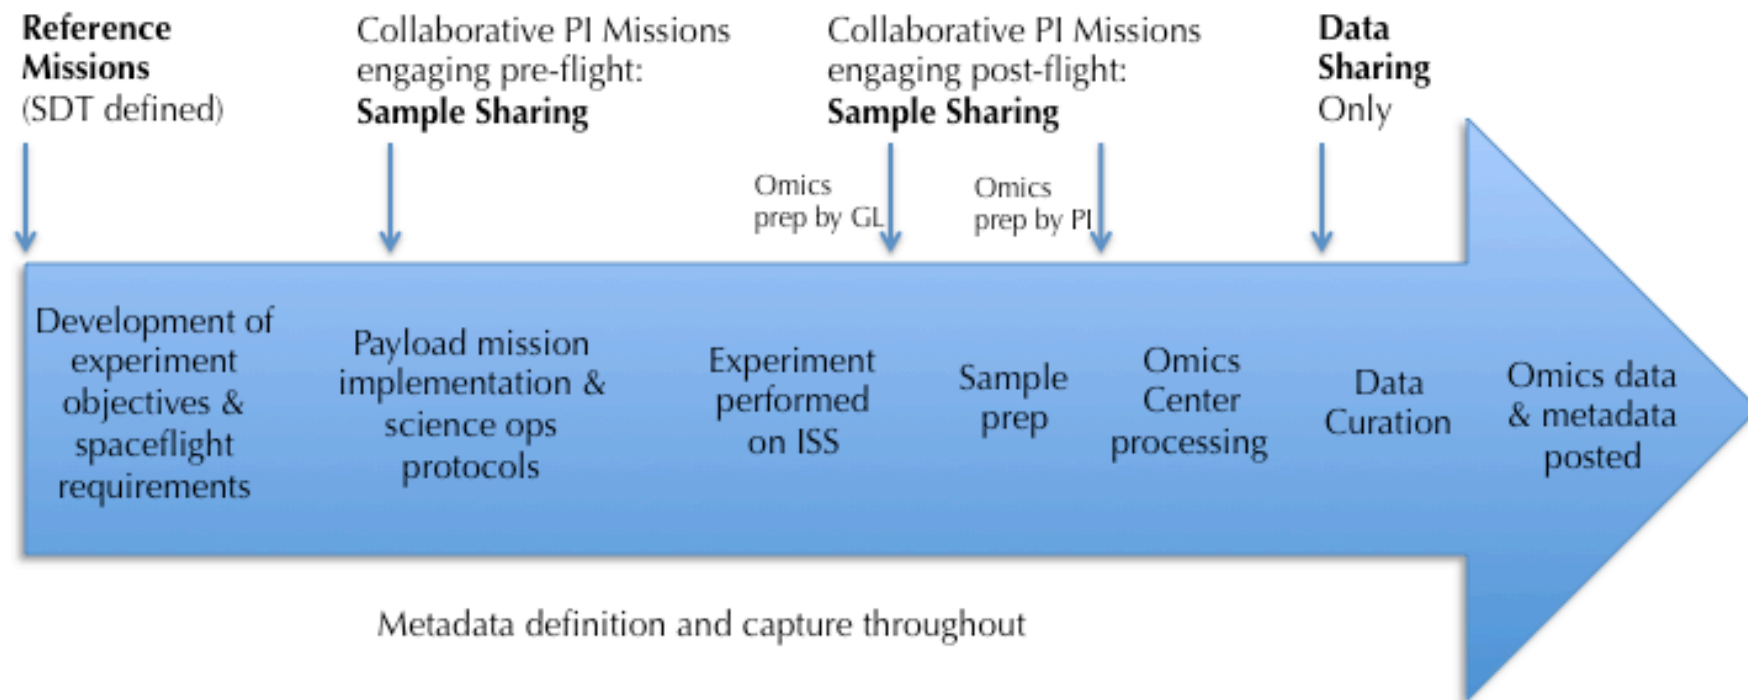 Reference
Missions
(SDT defined)
Collaborative PI Missions
engaging pre-flight:
Sample Sharing
Collaborative PI Missions
engaging post-flight:
Sample Sharing
Data
Sharing
Only
Omics
prep by GL
Omics
prep by PI
Development of
experiment
objectives &
spaceflight
requirements
Payload mission
implementation &
science ops
protocols
Experiment
performed
on ISS
Sample
prep
Omics
Center
processing
Data
Curation
Omics data
& metadata
posted
Metadata definition and capture throughout